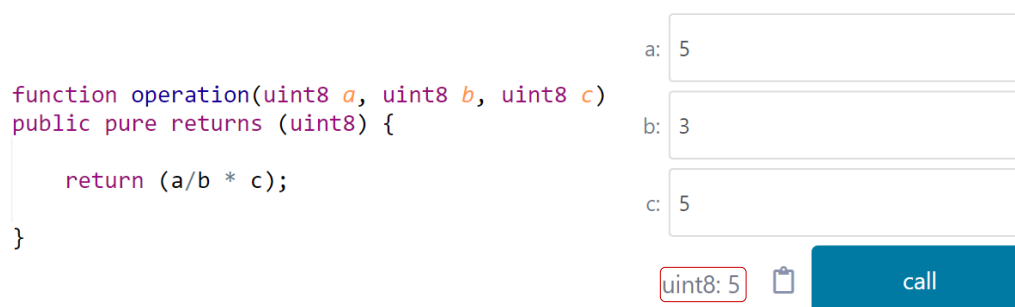 function operation(uint8 a, uint8 b, uint8 c)
public pure returns (uint8) {
return (a/b * c);
}
a: 5
b: 3
c: 5
uint8: 5 call